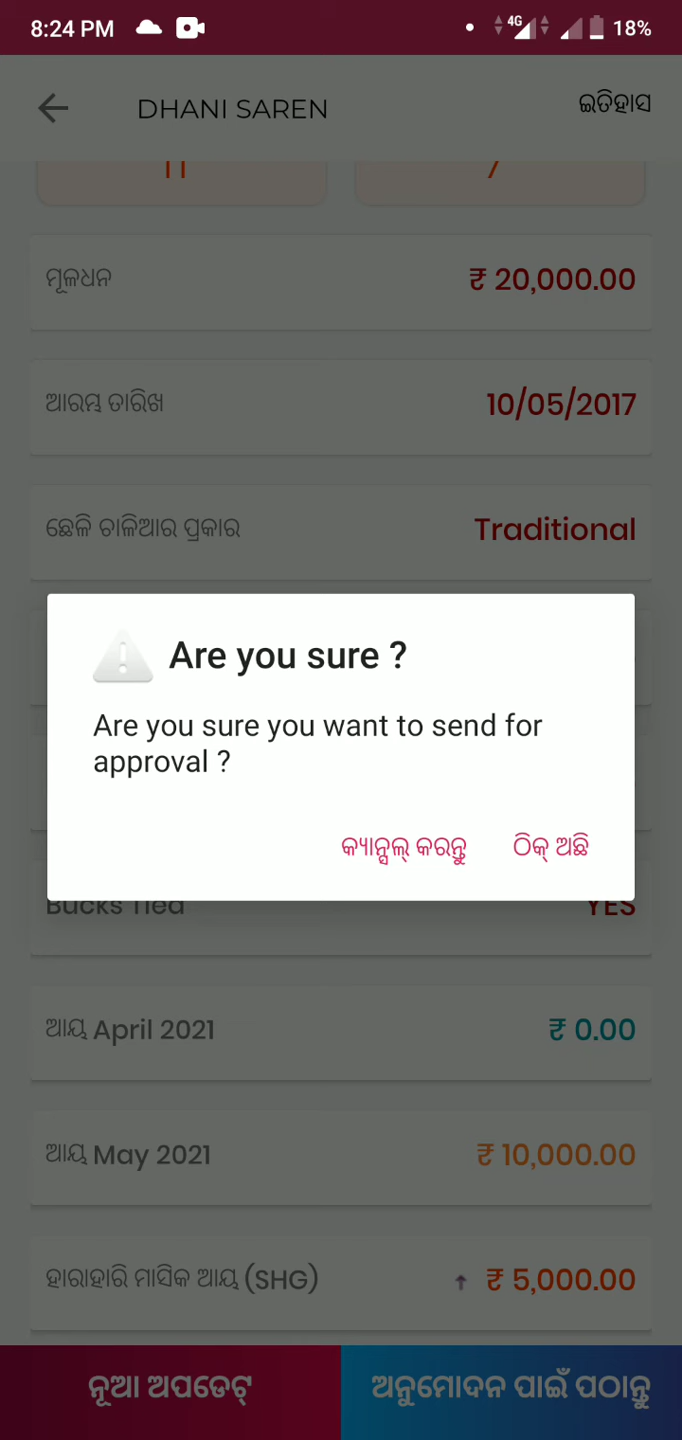 8:24 PM 4G 18%
DHANI SAREN ଇତିହାସ
ମୂଳଧନ ₹ 20,000.00
ଆରମ୍ଭ ତାରିଖ 10/05/2017
ଛେଳି ଚାଳିଆର ପ୍ରକାର Traditional
Are you sure ?
Are you sure you want to send for
approval ?
କ୍ୟାନ୍ସଲ୍ କରନ୍ତୁ ଠିକ୍ ଅଛି
Bucks Tied YES
ଆୟ April 2021 ₹ 0.00
ଆୟ May 2021 ₹ 10,000.00
ହାରାହାରି ମାସିକ ଆୟ (SHG) ↑ ₹ 5,000.00
ନୂଆ ଅପଡେଟ୍ ଅନୁମୋଦନ ପାଇଁ ପଠାନ୍ତୁ